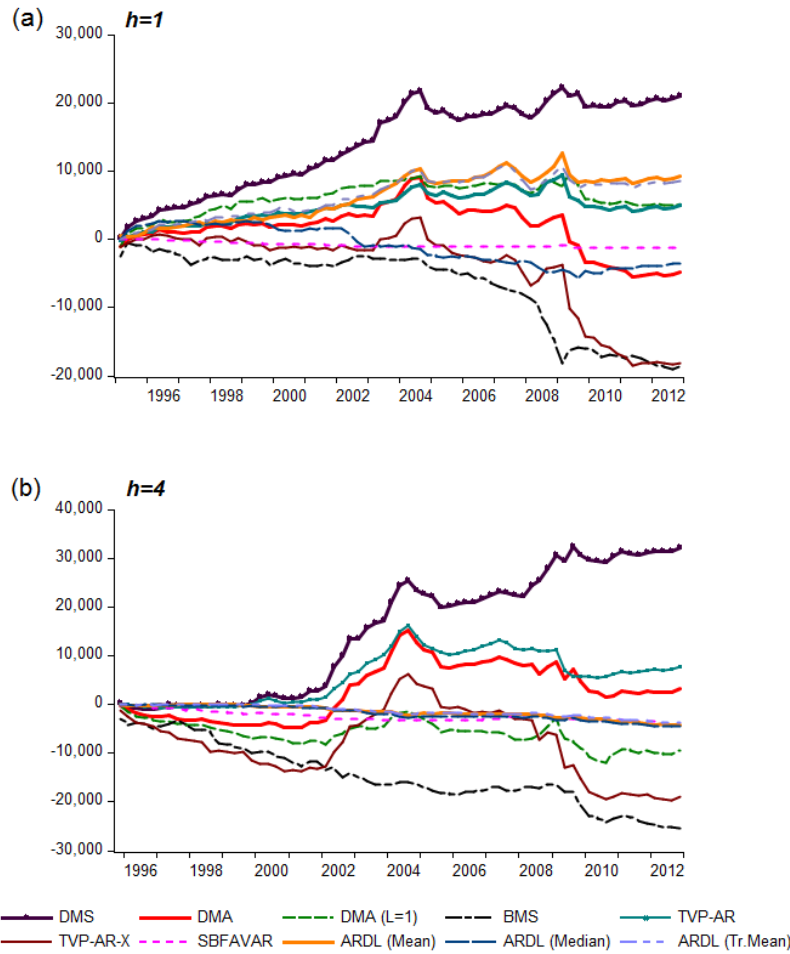 (a) h=1
30,000
20,000
10,000
0
-10,000
-20,000
1996 1998 2000 2002 2004 2006 2008 2010 2012
(b) h=4
40,000
30,000
20,000
10,000
0
-10,000
-20,000
-30,000
1996 1998 2000 2002 2004 2006 2008 2010 2012
DMS DMA DMA (L=1) BMS TVP-AR
TVP-AR-X SBFAVAR ARDL (Mean) ARDL (Median) ARDL (Tr.Mean)